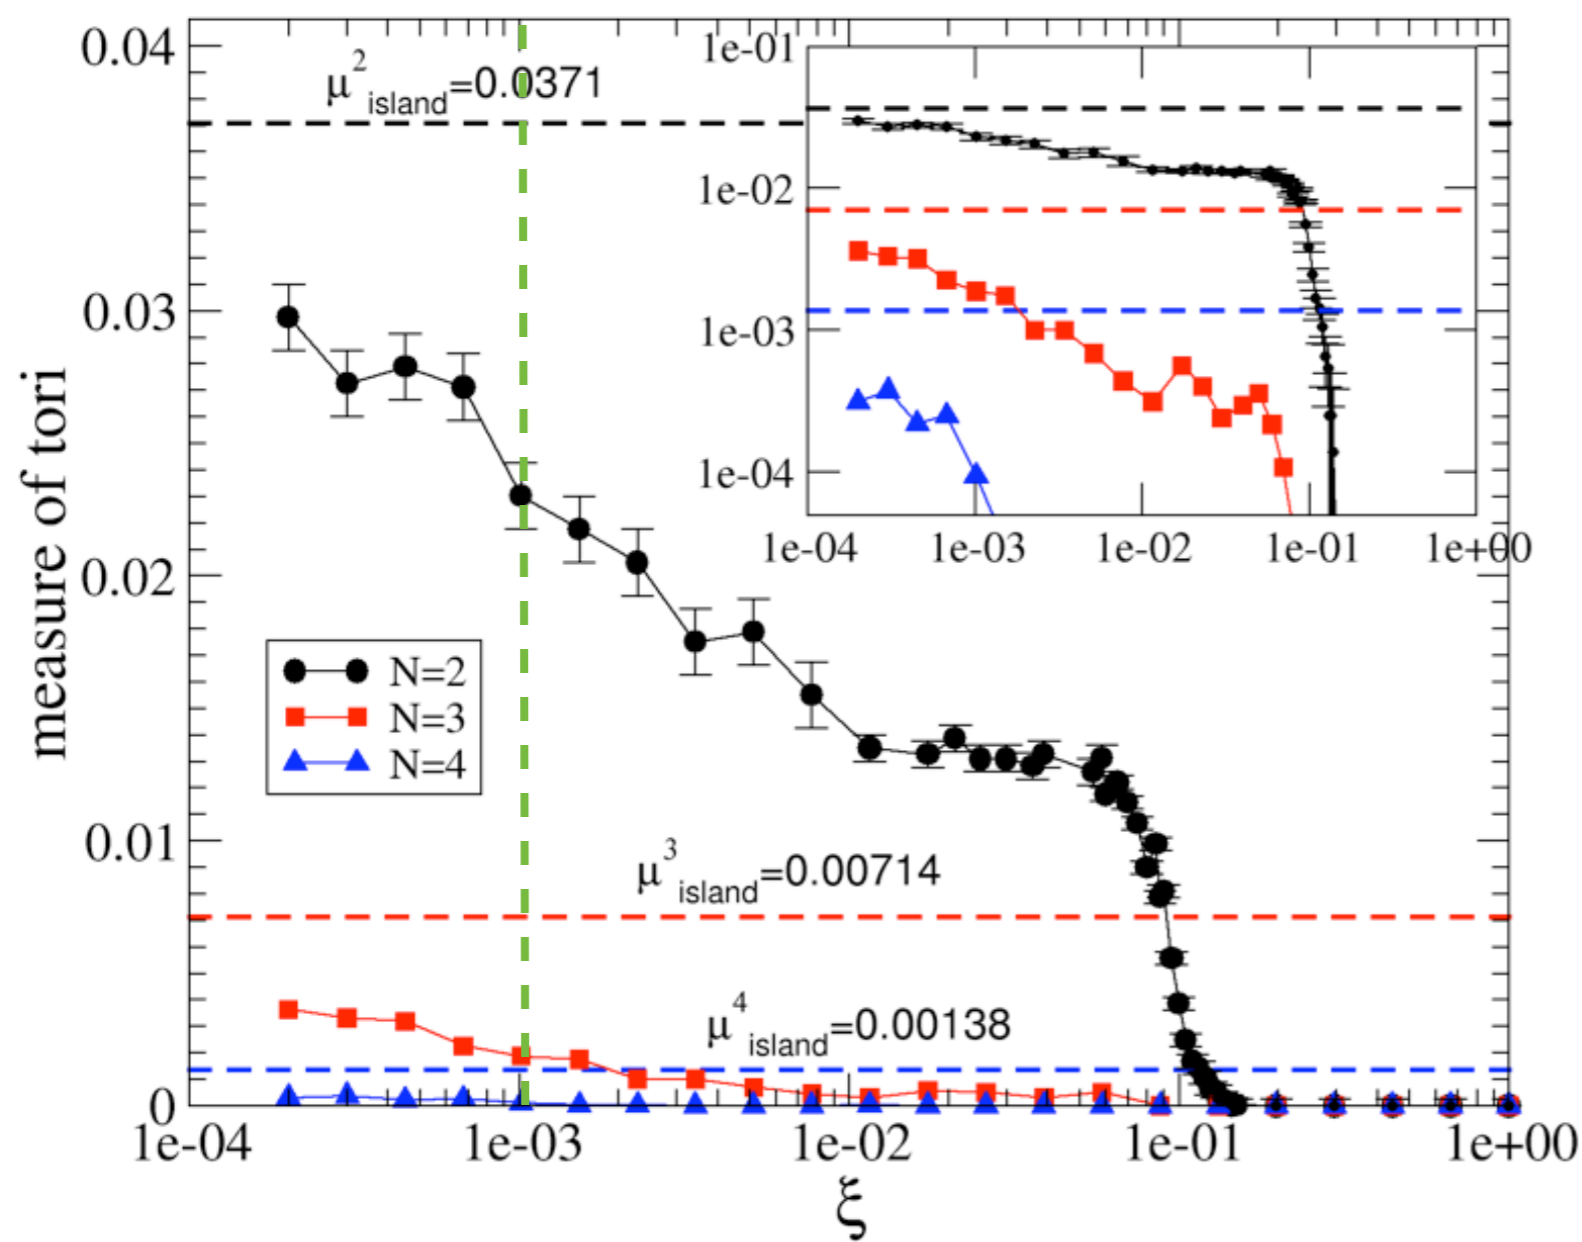 0.04
μ²island=0.0371
0.03
0.02
0.01
0
measure of tori
N=2
N=3
N=4
μ³island=0.00714
μ⁴island=0.00138
1e-04 1e-03 1e-02 1e-01 1e+00
ξ
1e-01
1e-02
1e-03
1e-04
1e-04 1e-03 1e-02 1e-01 1e+00